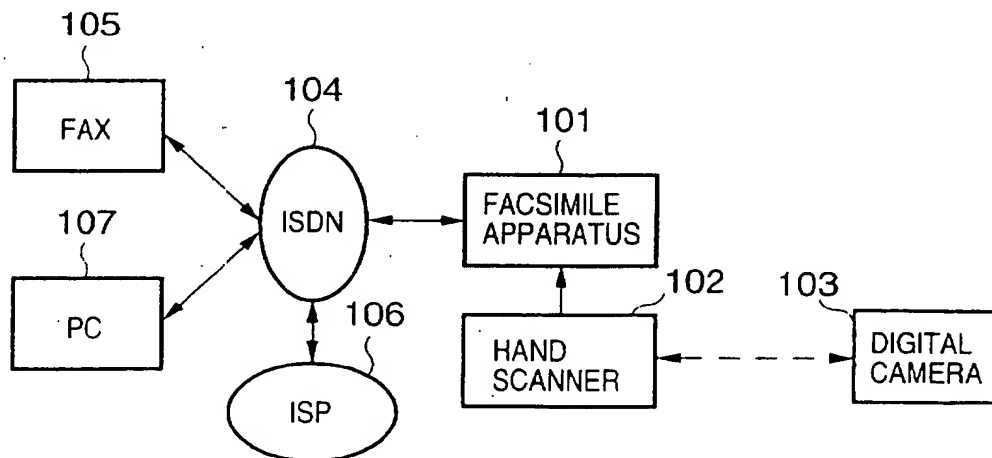 105
FAX
104
ISDN
101
FACSIMILE
APPARATUS
107
PC
106
ISP
102
HAND
SCANNER
103
DIGITAL
CAMERA